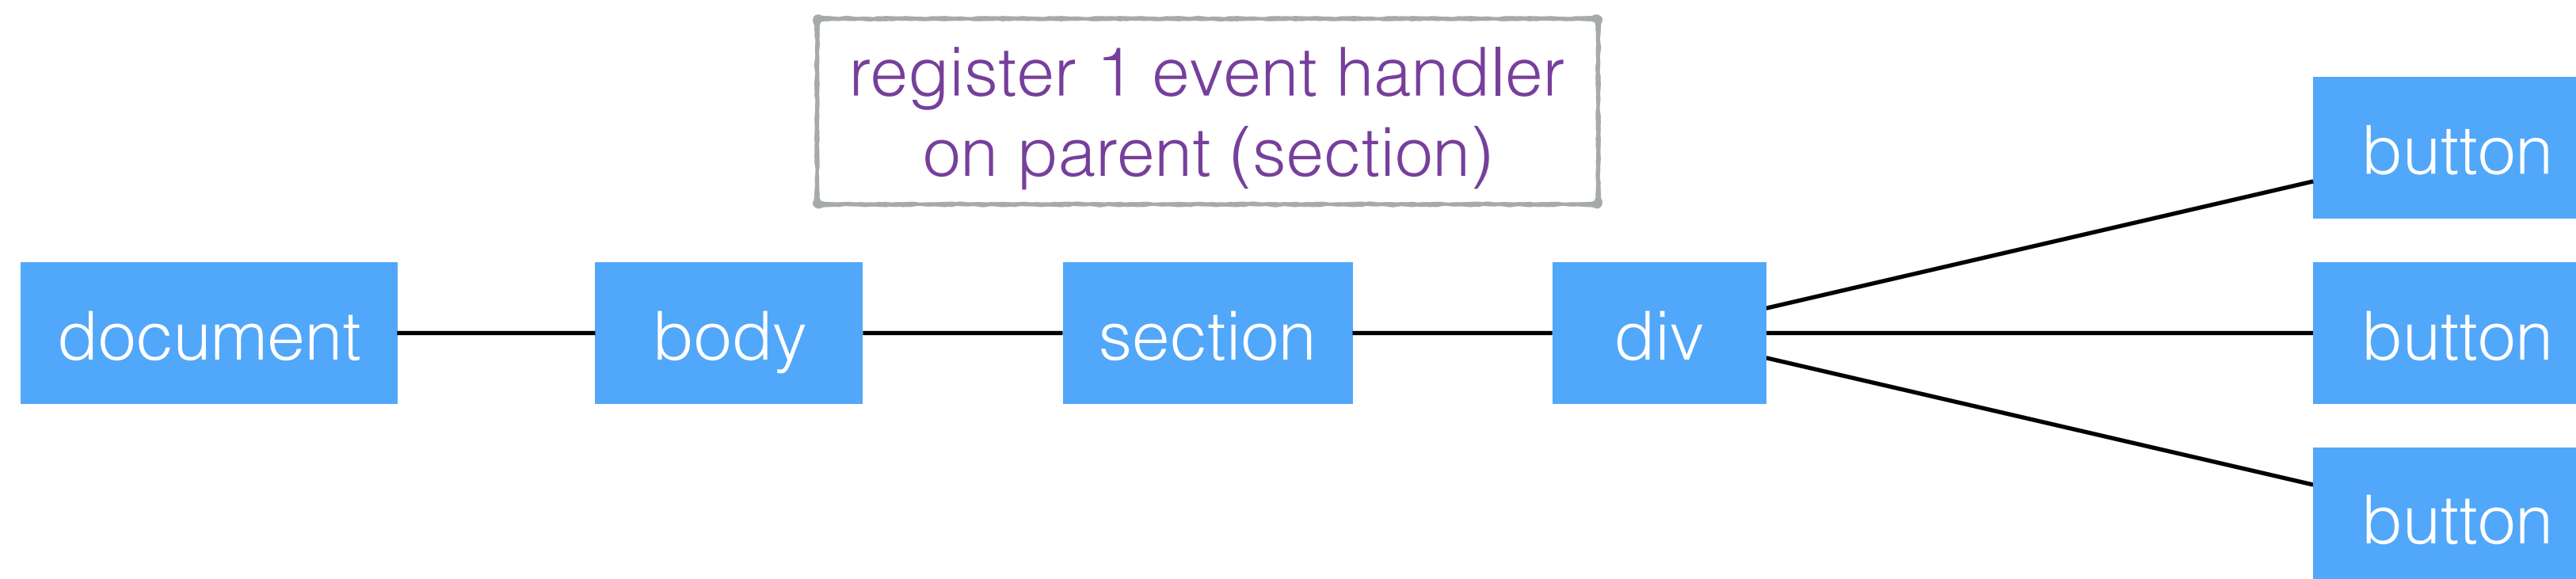 register 1 event handler
on parent (section)
button
document
body
section
div
button
button